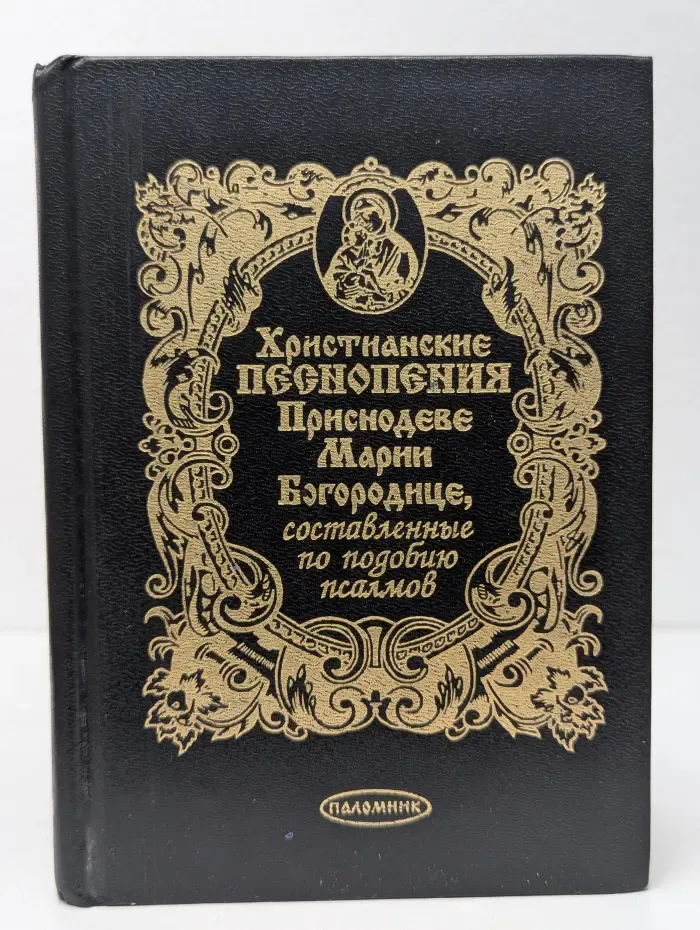 Христианские
ПЕСНОПЕНИЯ
Приснодеве
Марии
Богородице,
составленные
по подобию
псалмов
ПАЛОМНИК